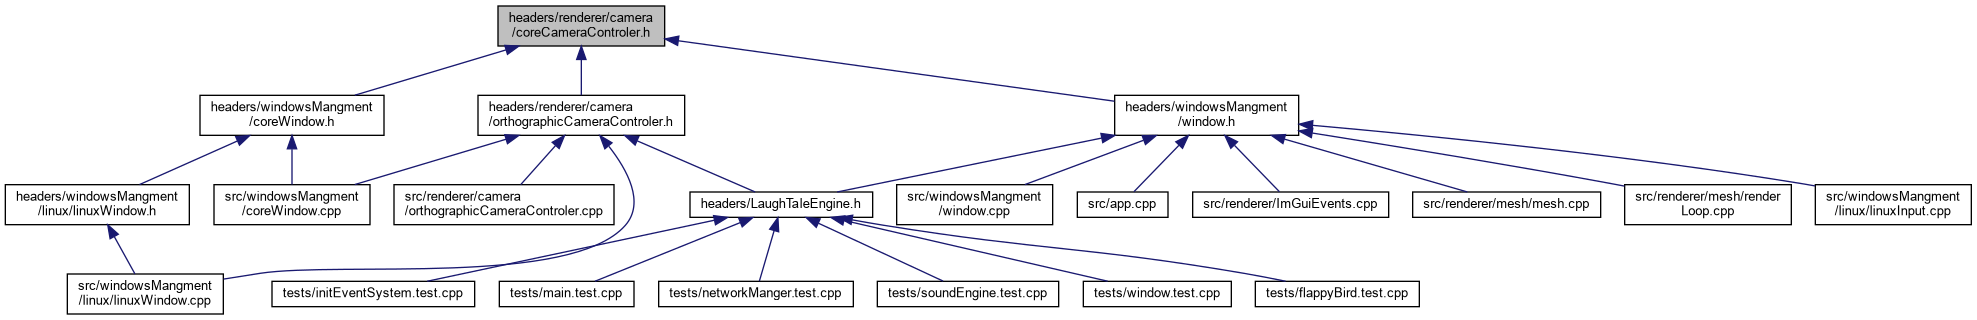 headers/renderer/camera
/coreCameraControler.h
headers/windowsMangment
/coreWindow.h
headers/renderer/camera
/orthographicCameraControler.h
headers/windowsMangment
/window.h
headers/windowsMangment
/linux/linuxWindow.h
src/windowsMangment
/coreWindow.cpp
src/renderer/camera
/orthographicCameraControler.cpp
headers/LaughTaleEngine.h
src/windowsMangment
/window.cpp
src/app.cpp
src/renderer/ImGuiEvents.cpp
src/renderer/mesh/mesh.cpp
src/renderer/mesh/render
Loop.cpp
src/windowsMangment
/linux/linuxInput.cpp
src/windowsMangment
/linux/linuxWindow.cpp
tests/initEventSystem.test.cpp
tests/main.test.cpp
tests/networkManger.test.cpp
tests/soundEngine.test.cpp
tests/window.test.cpp
tests/flappyBird.test.cpp